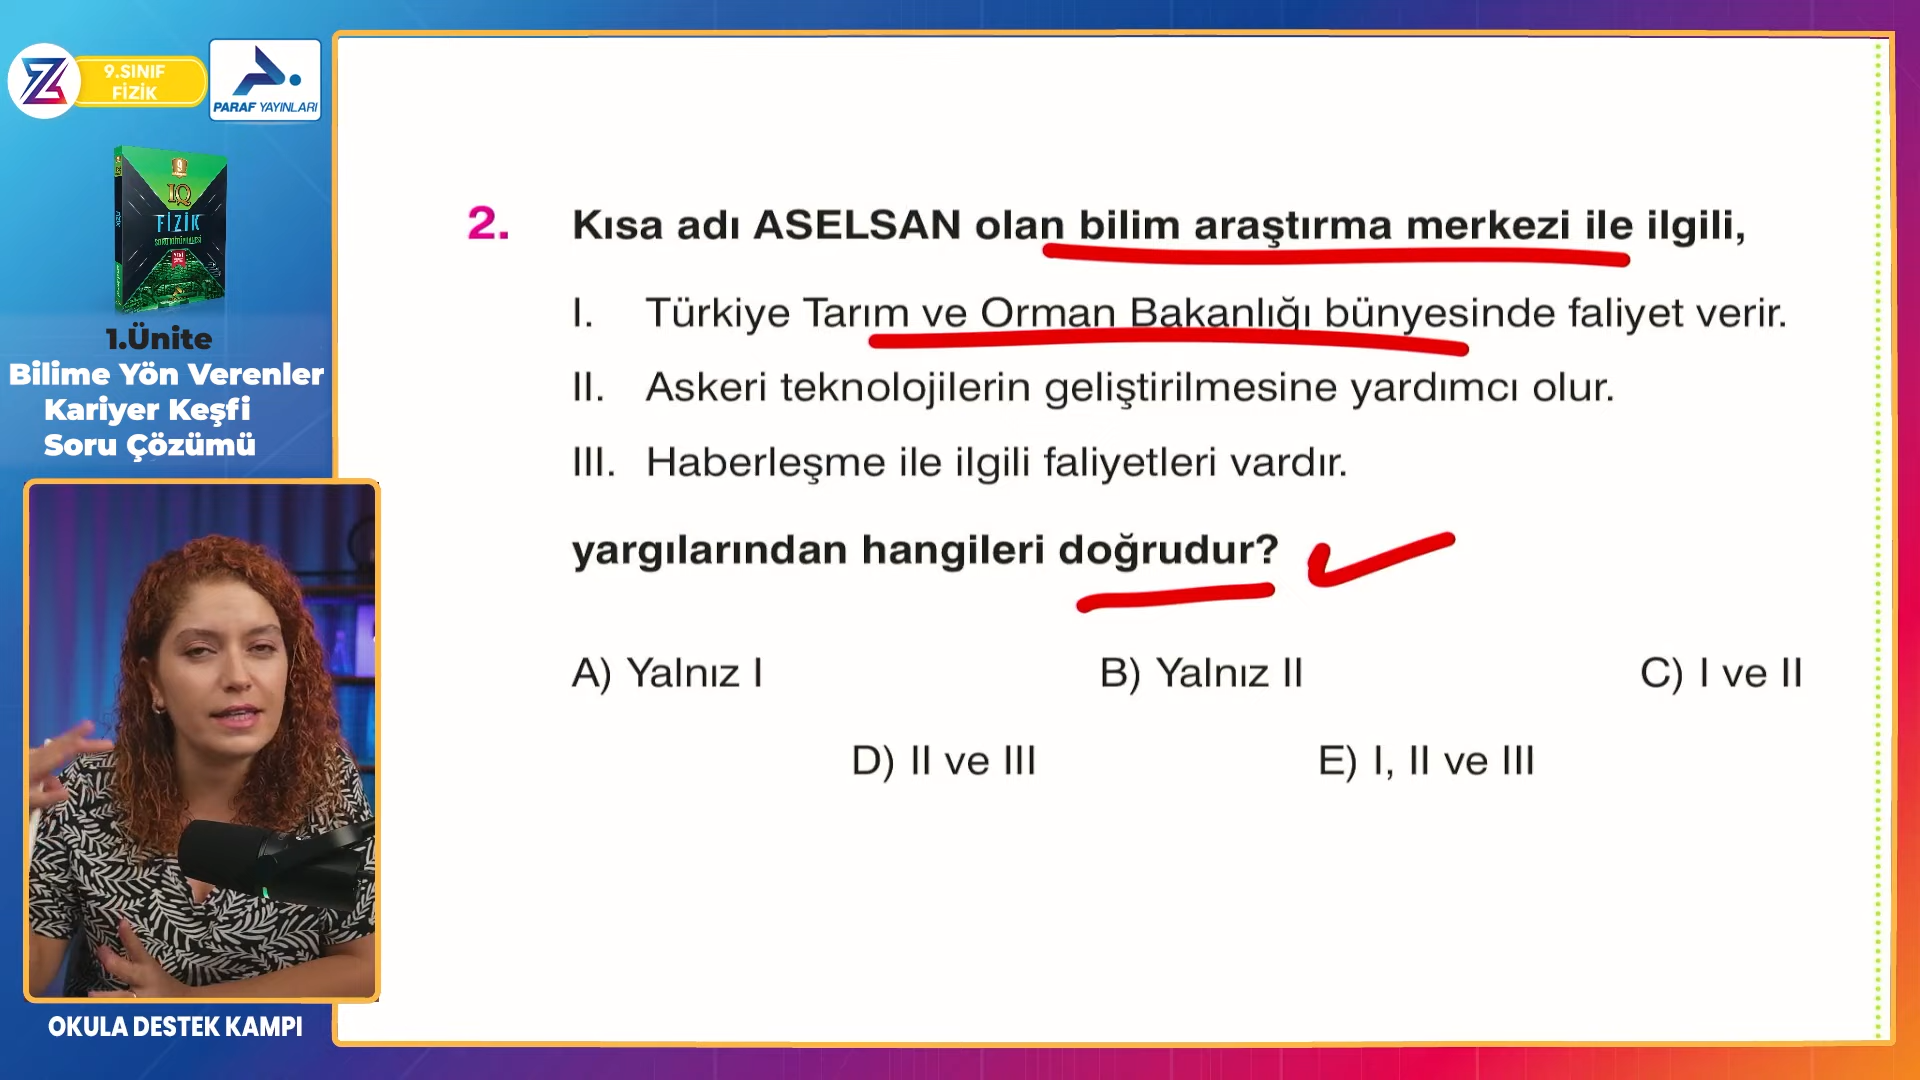 9.SINIF
FİZİK
PARAF YAYINLARI
9
IQ
FİZİK
1.Ünite
Bilime Yön Verenler
Kariyer Keşfi
Soru Çözümü
OKULA DESTEK KAMPI
2. Kısa adı ASELSAN olan bilim araştırma merkezi ile ilgili,
I. Türkiye Tarım ve Orman Bakanlığı bünyesinde faliyet verir.
II. Askeri teknolojilerin geliştirilmesine yardımcı olur.
III. Haberleşme ile ilgili faliyetleri vardır.
yargılarından hangileri doğrudur?
A) Yalnız I B) Yalnız II C) I ve II
D) II ve III E) I, II ve III